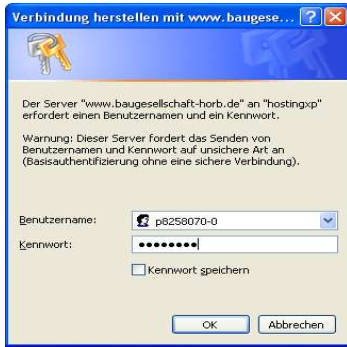 Verbindung herstellen mit www.baugese...
Der Server "www.baugesellschaft-horb.de" an "hostingxp"
erfordert einen Benutzernamen und ein Kennwort.
Warnung: Dieser Server fordert das Senden von
Benutzernamen und Kennwort auf unsichere Art an
(Basisauthentifizierung ohne eine sichere Verbindung).
Benutzername: p8258070-0
Kennwort: ●●●●●●●●
Kennwort speichern
OK Abbrechen